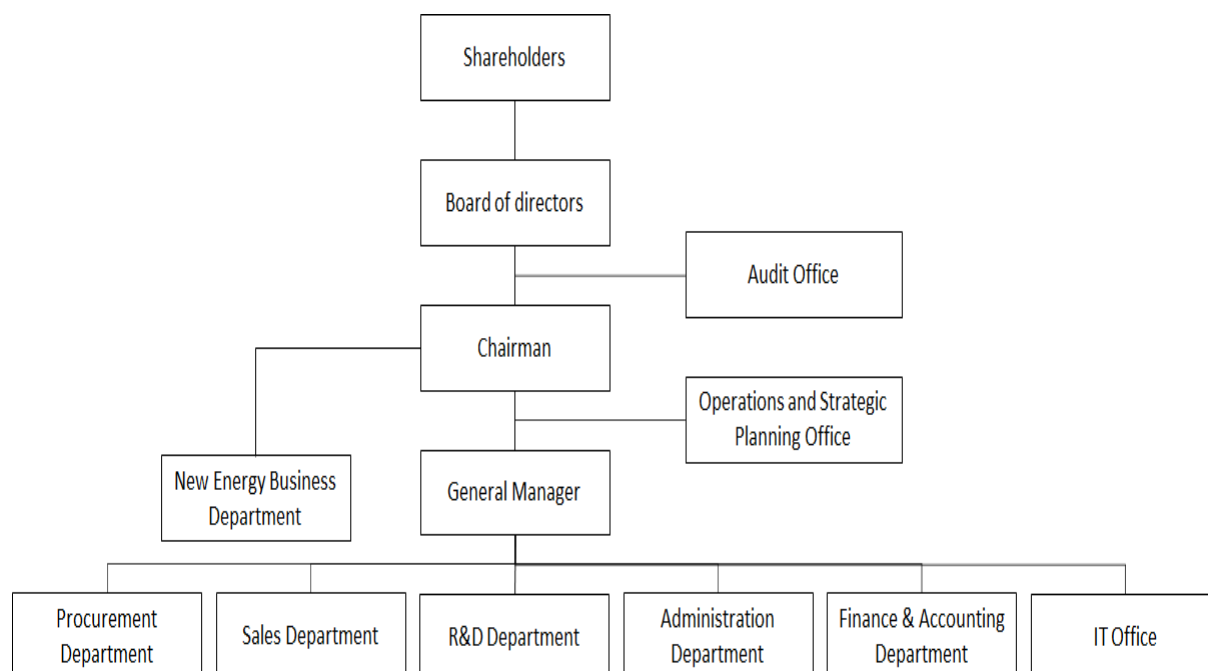 Shareholders
Board of directors
Audit Office
Chairman
Operations and Strategic
Planning Office
New Energy Business
Department
General Manager
Procurement
Department
Sales Department
R&D Department
Administration
Department
Finance & Accounting
Department
IT Office